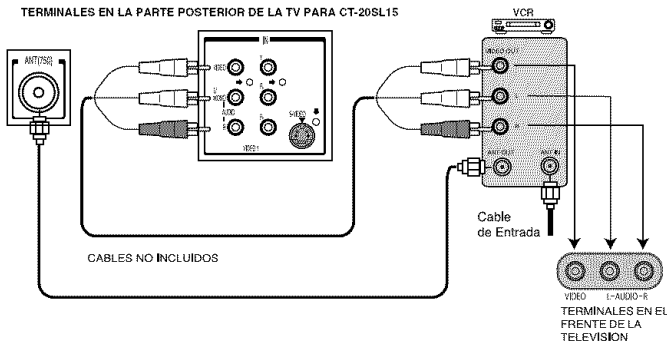 TERMINALES EN LA PARTE POSTERIOR DE LA TV PARA CT-20SL15
VCR
ANT(75Ω)
IN
VIDEO
AUDIO
R
S-VIDEO
VIDEO 1
VIDEO OUT
L
R
ANT OUT
ANT IN
Cable
de Entrada
CABLES NO INCLUIDOS
VIDEO
L-AUDIO-R
TERMINALES EN EL
FRENTE DE LA
TELEVISION